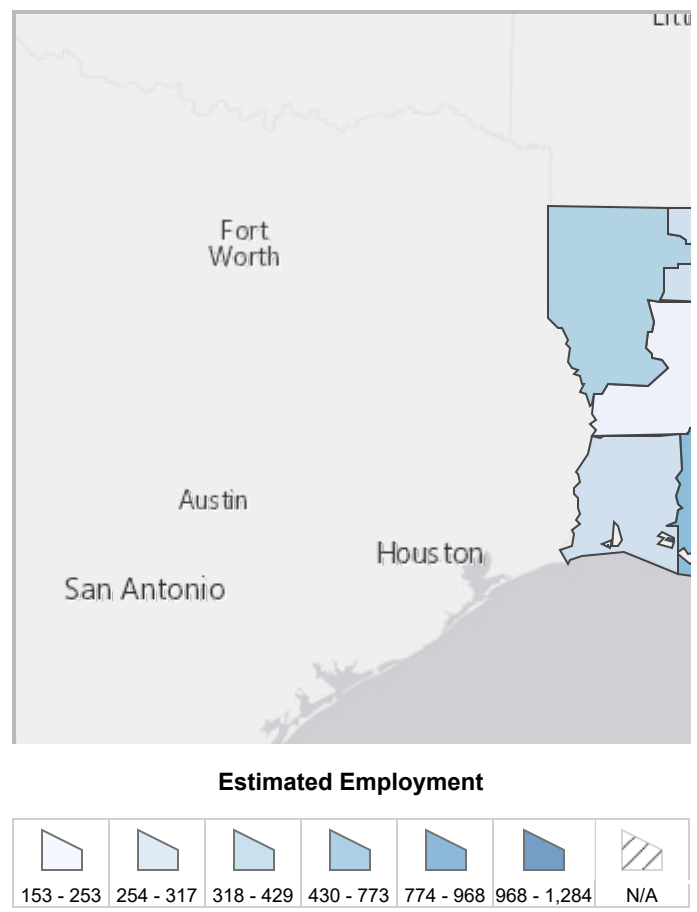 Fort
Worth
Austin
Houston
San Antonio
Estimated Employment
153 - 253 254 - 317 318 - 429 430 - 773 774 - 968 968 - 1,284 N/A